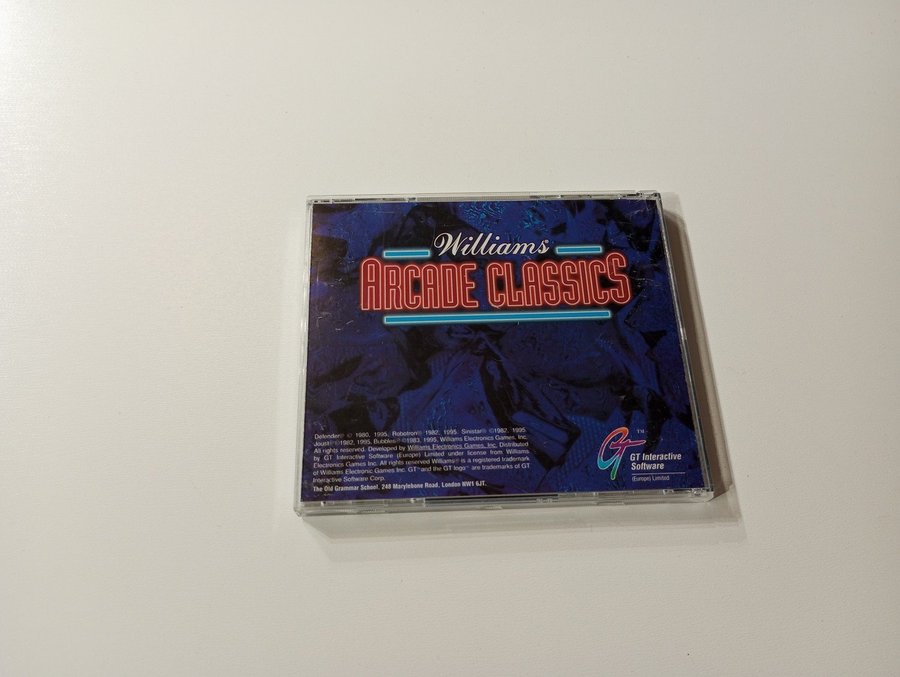 Williams
ARCADE CLASSICS
Defender® © 1980, 1995, Robotron® 1982, 1995, Sinistar® ©1982, 1995
Joust®©1982, 1995, Bubbles® ©1983, 1995, Williams Electronics Games, Inc.
All rights reserved. Developed by Williams Electronics Games, Inc. Distributed
by GT Interactive Software (Europe) Limited under license from Williams
Electronics Games Inc. All rights reserved Williams® is a registered trademark
of Williams Electronic Games Inc. GT™and the GT logo™ are trademarks of GT
Interactive Software Corp.
The Old Grammar School, 248 Marylebone Road, London NW1 6JT.
GT TM
GT Interactive
Software
(Europe) Limited